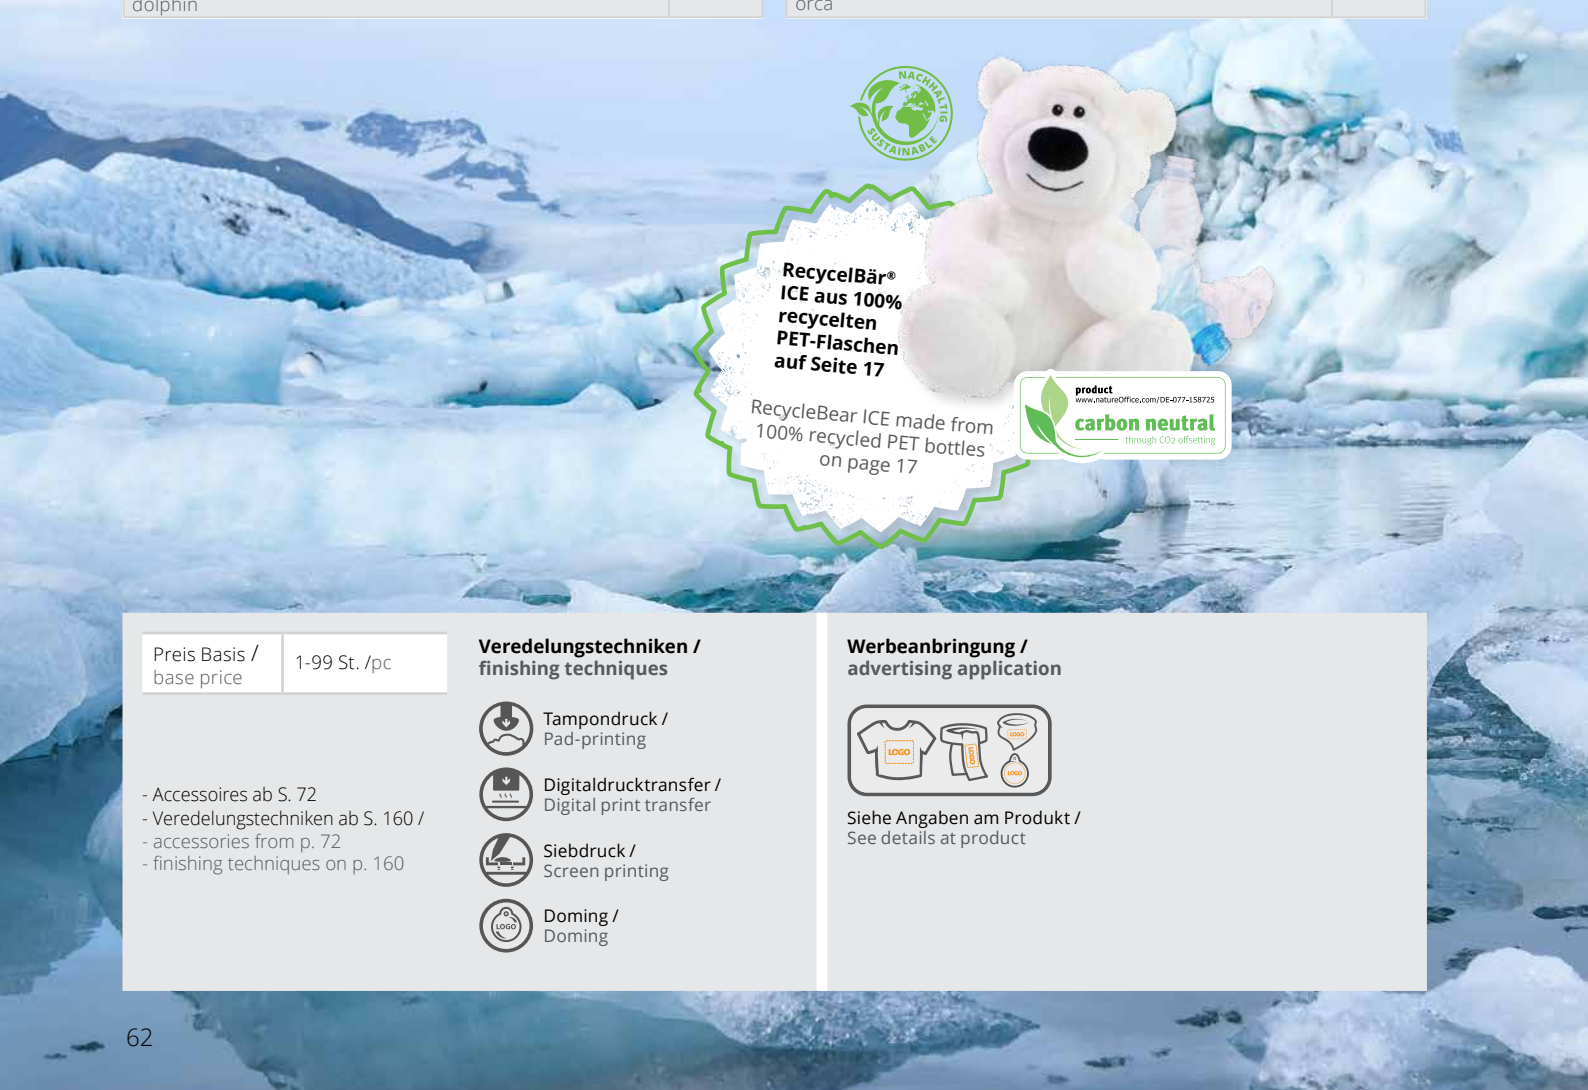 dolphin
orca
NACHHALTIG
SUSTAINABLE
RecycelBär®
ICE aus 100%
recycelten
PET-Flaschen
auf Seite 17
RecycleBear ICE made from
100% recycled PET bottles
on page 17
product
www.natureOffice.com/DE-077-158725
carbon neutral
through CO2 offsetting
Preis Basis /
base price
1-99 St. /pc
- Accessoires ab S. 72
- Veredelungstechniken ab S. 160 /
- accessories from p. 72
- finishing techniques on p. 160
Veredelungstechniken /
finishing techniques
Tampondruck /
Pad-printing
Digitaldrucktransfer /
Digital print transfer
Siebdruck /
Screen printing
LOGO
Doming /
Doming
Werbeanbringung /
advertising application
LOGO
LOGO
LOGO
LOGO
Siehe Angaben am Produkt /
See details at product
62